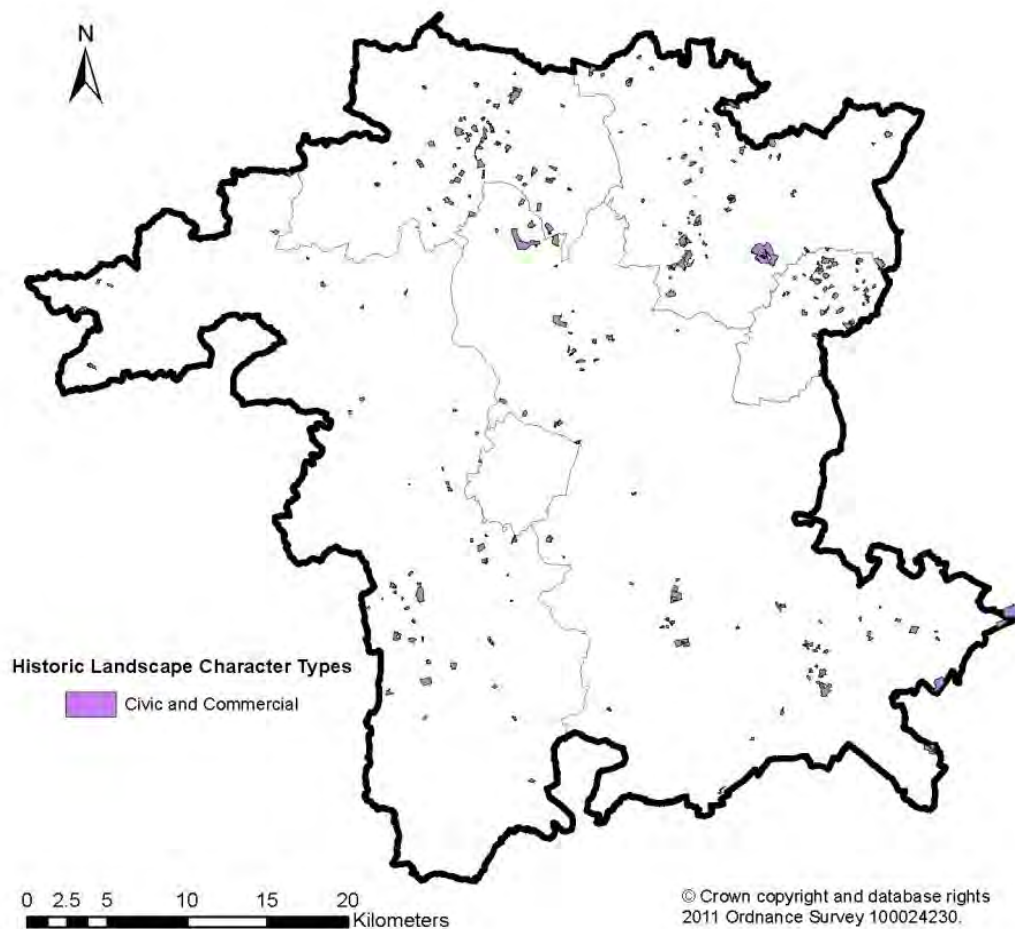 N
Historic Landscape Character Types
Civic and Commercial
0 2.5 5 10 15 20
Kilometers
© Crown copyright and database rights
2011 Ordnance Survey 100024230.